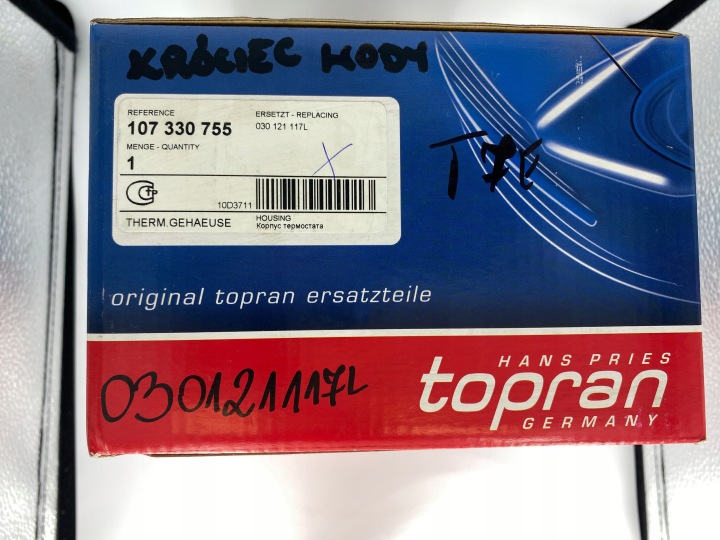 KRÓCIEC WODY
REFERENCE
107 330 755
ERSETZT - REPLACING
030 121 117L
MENGE - QUANTITY
1
10D3711
THERM.GEHAEUSE
HOUSING
Корпус термостата
original topran ersatzteile
HANS PRIES
topran
GERMANY
030121117L